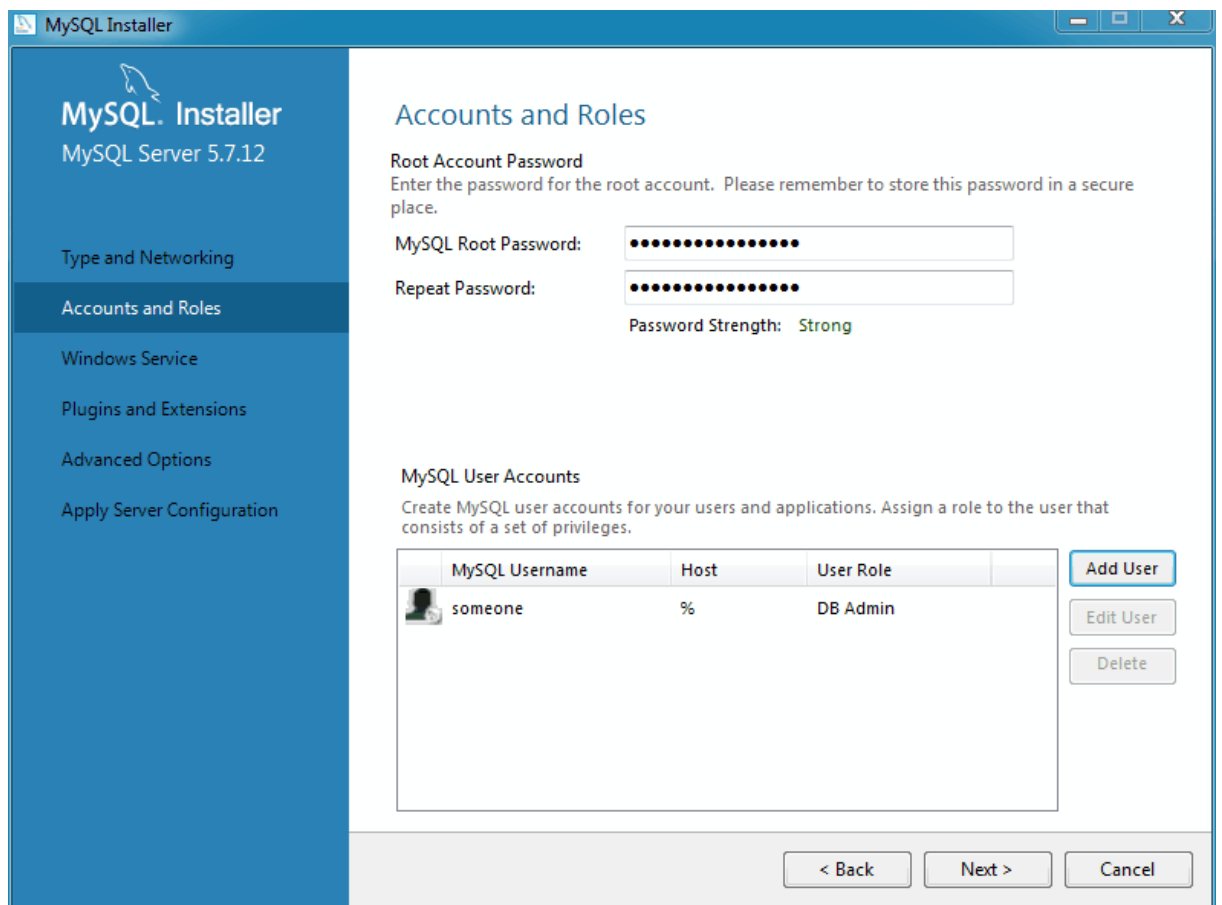 MySQL Installer
MySQL. Installer
MySQL Server 5.7.12
Type and Networking
Accounts and Roles
Windows Service
Plugins and Extensions
Advanced Options
Apply Server Configuration
Accounts and Roles
Root Account Password
Enter the password for the root account. Please remember to store this password in a secure
place.
MySQL Root Password: ●●●●●●●●●●●●●●●●
Repeat Password: ●●●●●●●●●●●●●●●●
Password Strength: Strong
MySQL User Accounts
Create MySQL user accounts for your users and applications. Assign a role to the user that
consists of a set of privileges.
MySQL Username Host User Role
someone % DB Admin
Add User
Edit User
Delete
< Back Next > Cancel